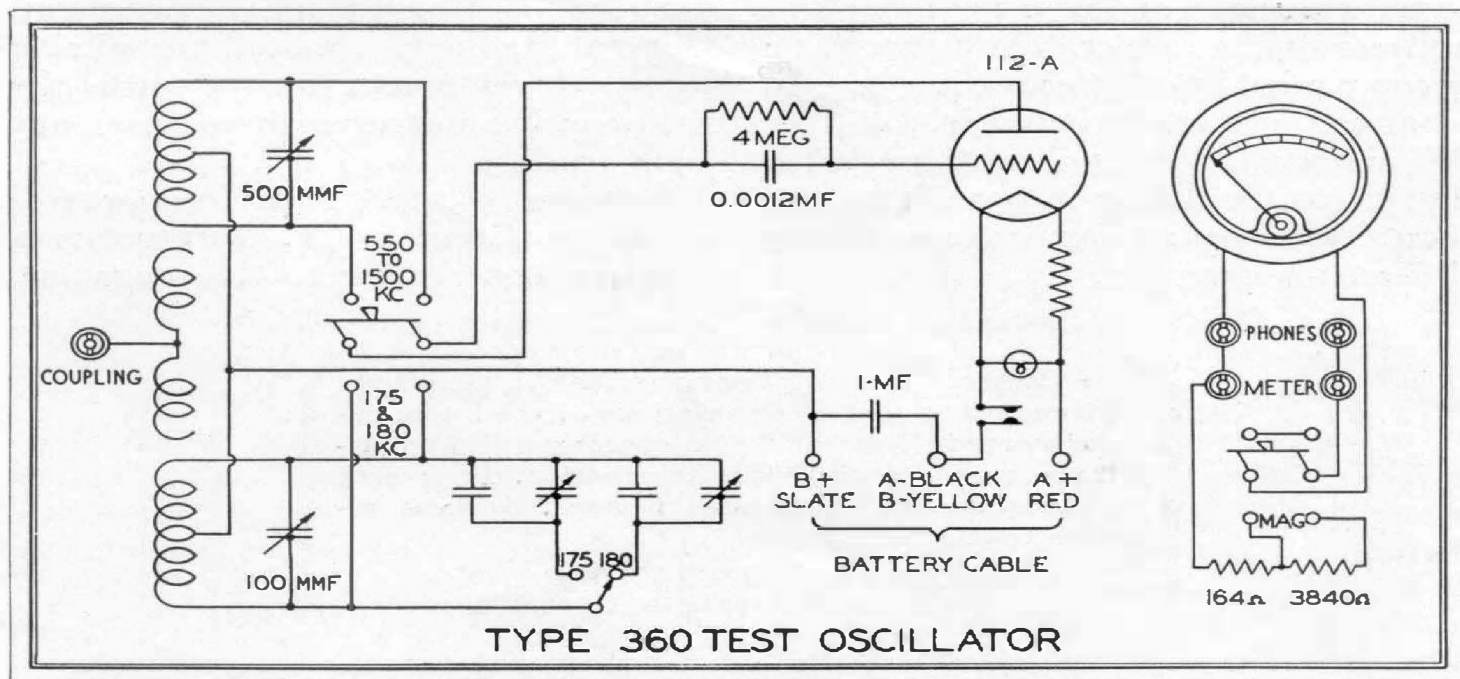 112-A
4 MEG
0.0012MF
500 MMF
550
TO
1500
KC
COUPLING
PHONES
METER
1-MF
175
&
180
KC
B+
SLATE
A-BLACK
B-YELLOW
A+
RED
BATTERY CABLE
MAG
164Ω
3840Ω
175 180
100 MMF
TYPE 360 TEST OSCILLATOR